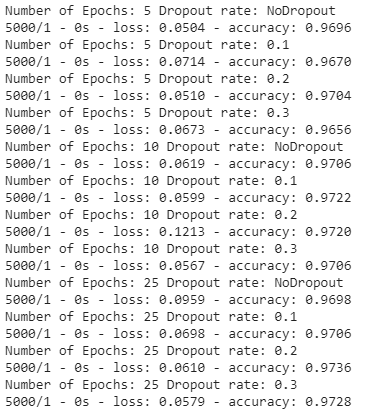 Number of Epochs: 5 Dropout rate: NoDropout
5000/1 - 0s - loss: 0.0504 - accuracy: 0.9696
Number of Epochs: 5 Dropout rate: 0.1
5000/1 - 0s - loss: 0.0714 - accuracy: 0.9670
Number of Epochs: 5 Dropout rate: 0.2
5000/1 - 0s - loss: 0.0510 - accuracy: 0.9704
Number of Epochs: 5 Dropout rate: 0.3
5000/1 - 0s - loss: 0.0673 - accuracy: 0.9656
Number of Epochs: 10 Dropout rate: NoDropout
5000/1 - 0s - loss: 0.0619 - accuracy: 0.9706
Number of Epochs: 10 Dropout rate: 0.1
5000/1 - 0s - loss: 0.0599 - accuracy: 0.9722
Number of Epochs: 10 Dropout rate: 0.2
5000/1 - 0s - loss: 0.1213 - accuracy: 0.9720
Number of Epochs: 10 Dropout rate: 0.3
5000/1 - 0s - loss: 0.0567 - accuracy: 0.9706
Number of Epochs: 25 Dropout rate: NoDropout
5000/1 - 0s - loss: 0.0959 - accuracy: 0.9698
Number of Epochs: 25 Dropout rate: 0.1
5000/1 - 0s - loss: 0.0698 - accuracy: 0.9706
Number of Epochs: 25 Dropout rate: 0.2
5000/1 - 0s - loss: 0.0610 - accuracy: 0.9736
Number of Epochs: 25 Dropout rate: 0.3
5000/1 - 0s - loss: 0.0579 - accuracy: 0.9728